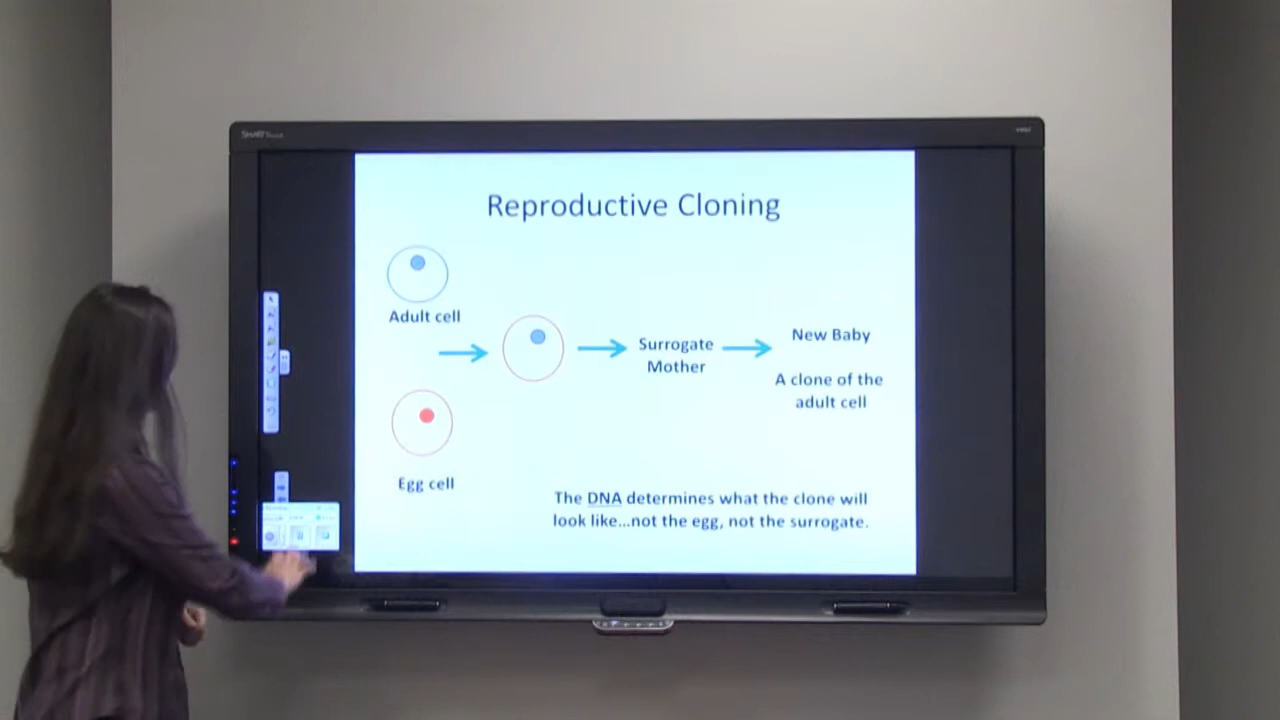 SMART
Reproductive Cloning
Adult cell
Surrogate
Mother
New Baby
A clone of the
adult cell
Egg cell
The DNA determines what the clone will
look like...not the egg, not the surrogate.